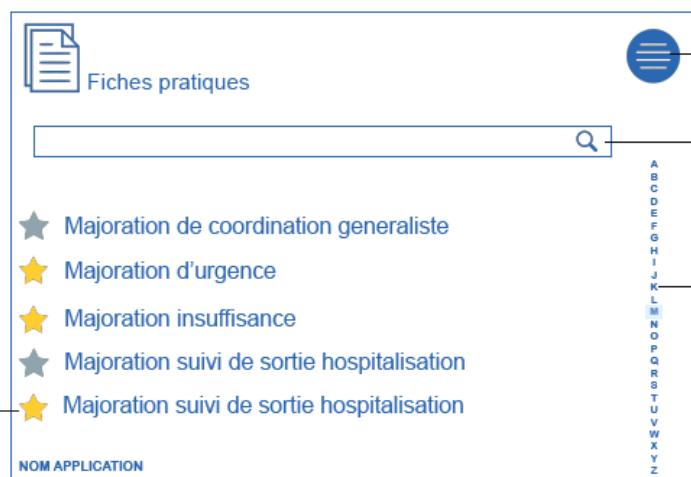 Fiches pratiques
A
B
C
D
E
F
G
H
I
J
K
L
M
N
O
P
Q
R
S
T
U
V
W
X
Y
Z
Majoration de coordination generaliste
Majoration d’urgence
Majoration insuffisance
Majoration suivi de sortie hospitalisation
Majoration suivi de sortie hospitalisation
NOM APPLICATION